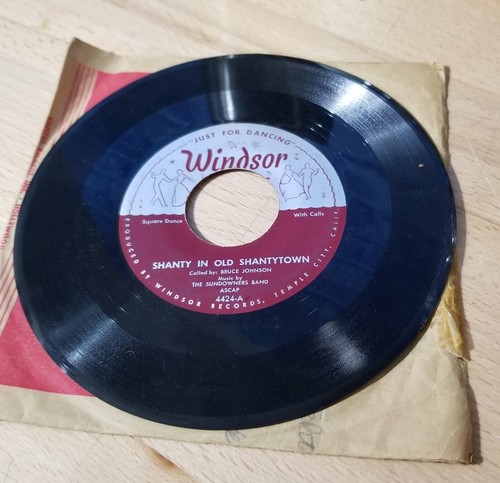 "JUST FOR DANCING"
Windsor
Square Dance
With Calls
SHANTY IN OLD SHANTYTOWN
Called by: BRUCE JOHNSON
Music by
THE SUNDOWNERS BAND
ASCAP
4424-A
PRODUCED BY WINDSOR RECORDS, TEMPLE CITY, CALIF.